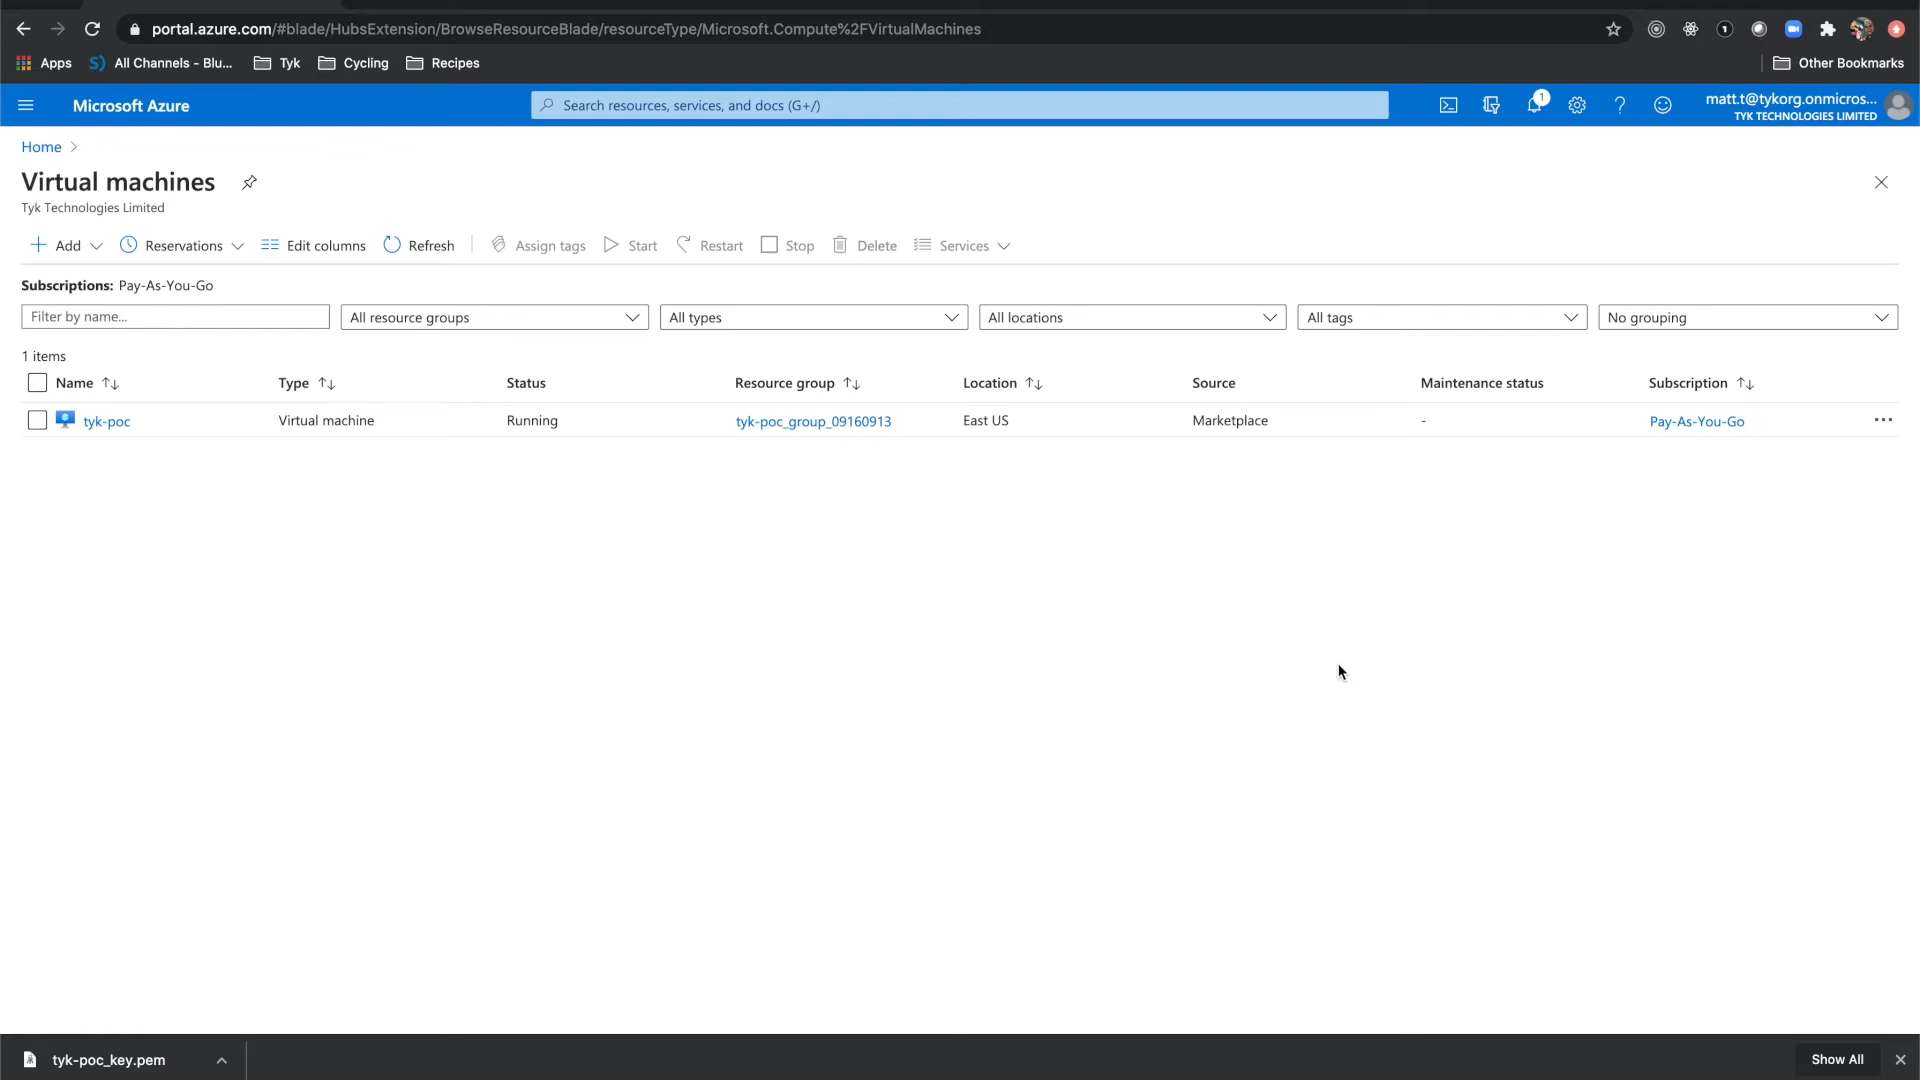 portal.azure.com/#blade/HubsExtension/BrowseResourceBlade/resourceType/Microsoft.Compute%2FVirtualMachines
Apps All Channels - Blu... Tyk Cycling Recipes Other Bookmarks
Microsoft Azure Search resources, services, and docs (G+/) 1 matt.t@tykorg.onmicros...
TYK TECHNOLOGIES LIMITED
Home >
Virtual machines
Tyk Technologies Limited
Add Reservations Edit columns Refresh Assign tags Start Restart Stop Delete Services
Subscriptions: Pay-As-You-Go
Filter by name... All resource groups All types All locations All tags No grouping
1 items
Name Type Status Resource group Location Source Maintenance status Subscription
tyk-poc Virtual machine Running tyk-poc_group_09160913 East US Marketplace - Pay-As-You-Go ...
tyk-poc_key.pem Show All